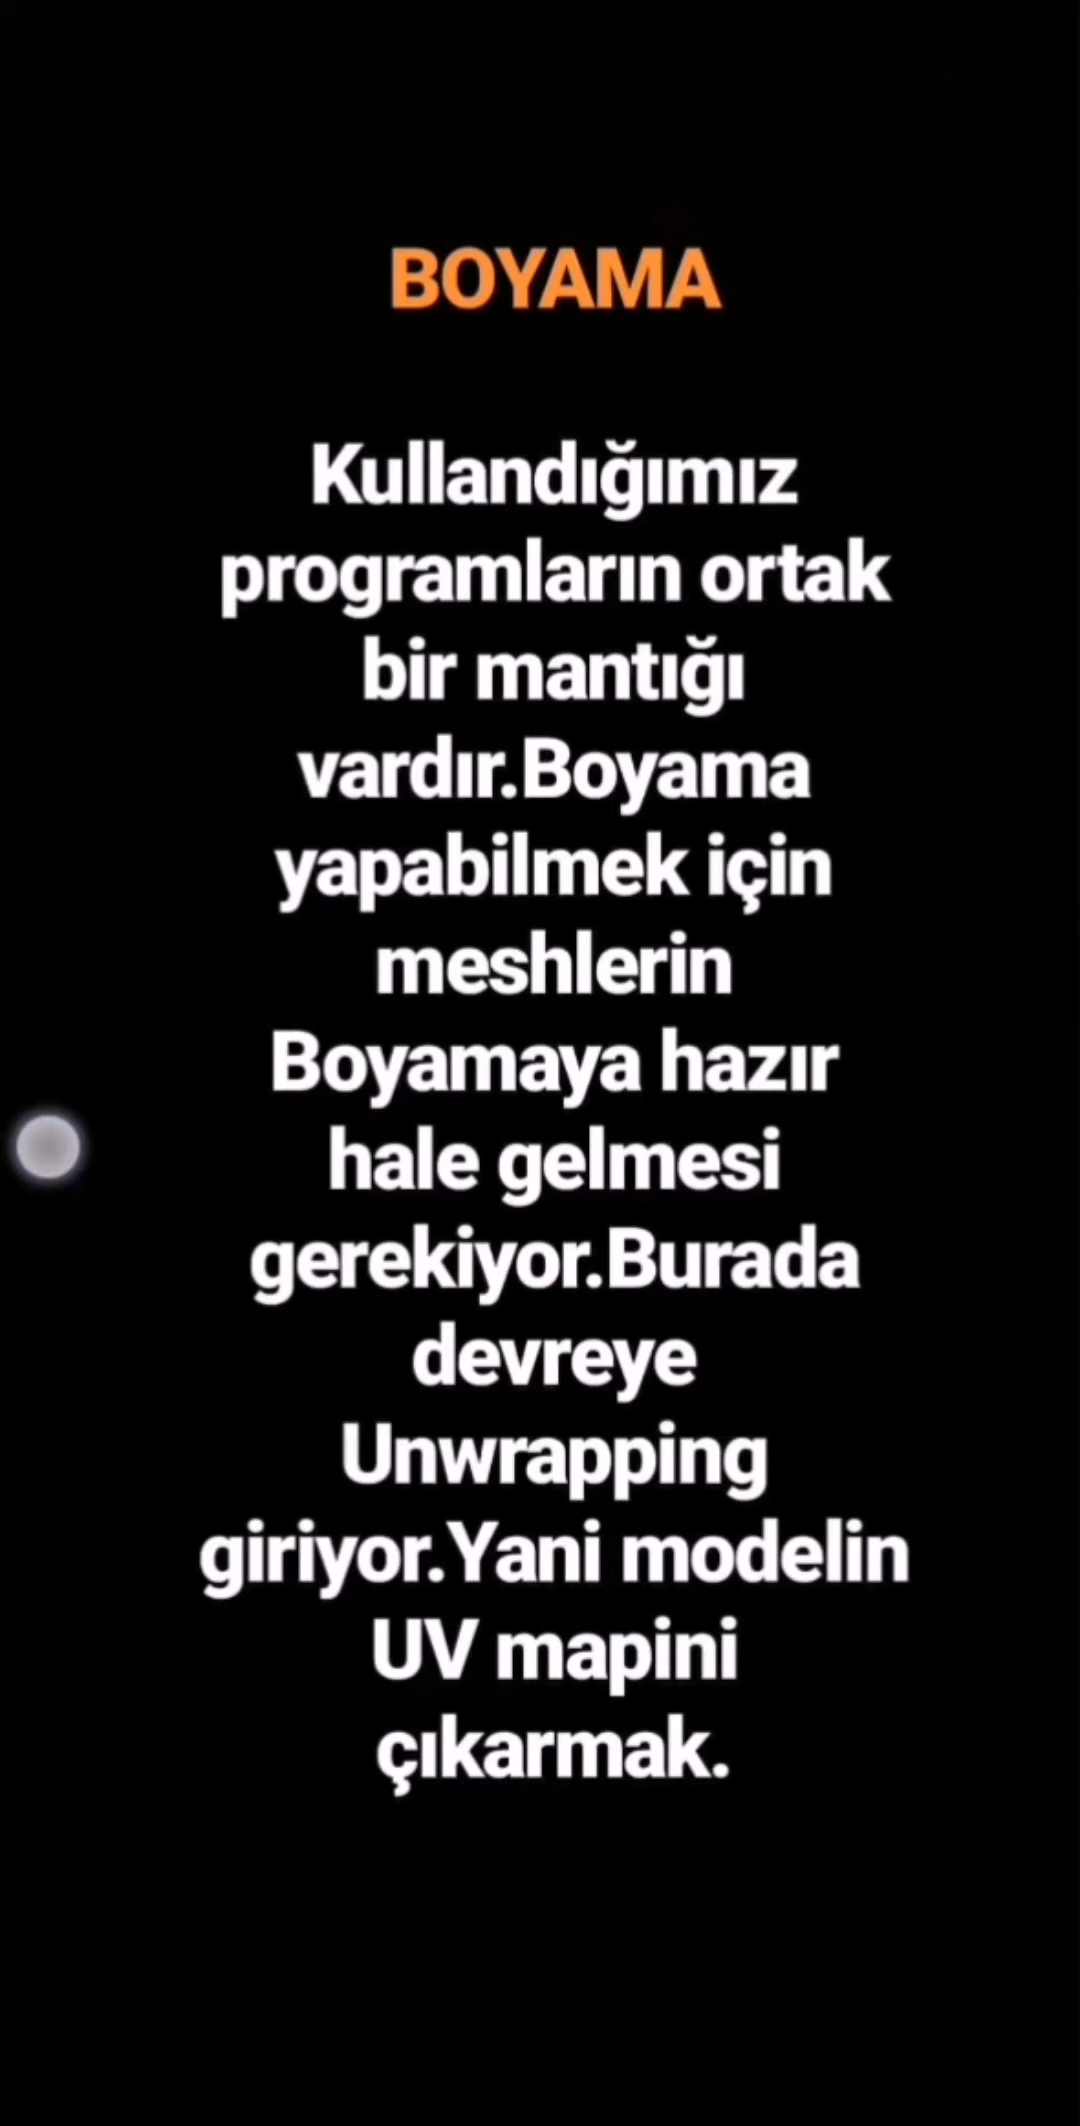 BOYAMA
Kullandığımız
programların ortak
bir mantığı
vardır.Boyama
yapabilmek için
meshlerin
Boyamaya hazır
hale gelmesi
gerekiyor.Burada
devreye
Unwrapping
giriyor.Yani modelin
UV mapini
çıkarmak.